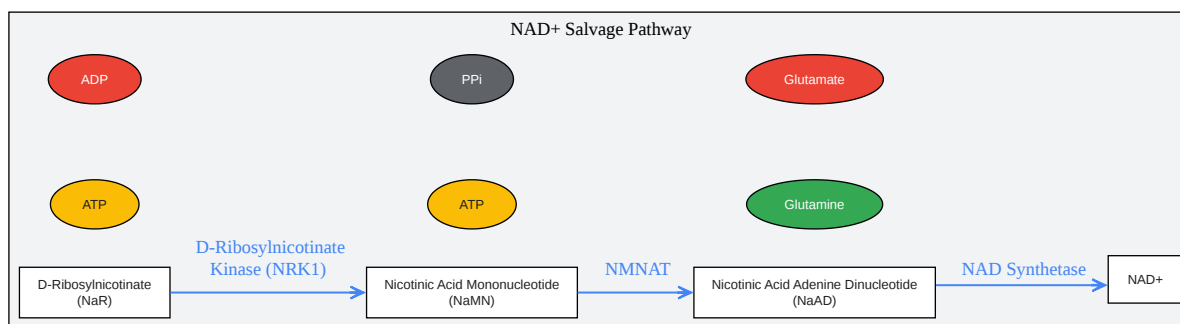 NAD+ Salvage Pathway
ADP
PPi
Glutamate
ATP
ATP
Glutamine
D-Ribosylnicotinate
Kinase (NRK1)
NMNAT
NAD Synthetase
D-Ribosylnicotinate
(NaR)
Nicotinic Acid Mononucleotide
(NaMN)
Nicotinic Acid Adenine Dinucleotide
(NaAD)
NAD+